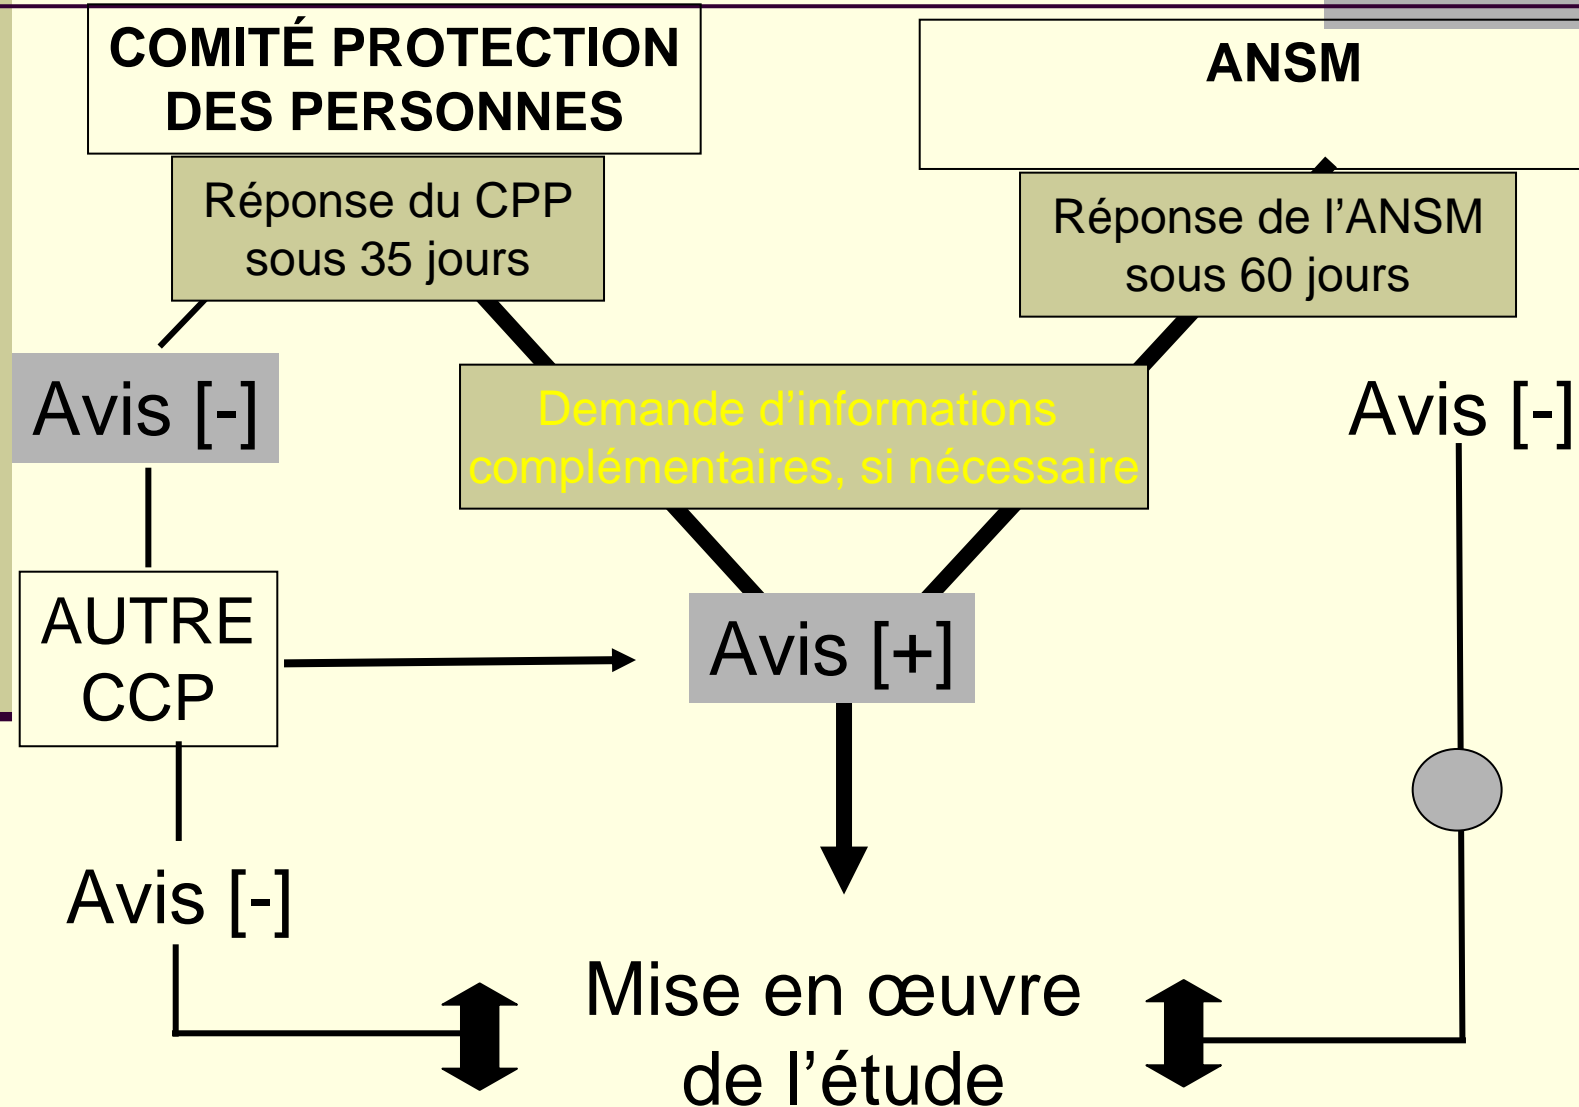 COMITÉ PROTECTION
DES PERSONNES
ANSM
Réponse du CPP
sous 35 jours
Réponse de l’ANSM
sous 60 jours
Avis [-]
Demande d’informations
complémentaires, si nécessaire
Avis [-]
AUTRE
CCP
Avis [+]
Avis [-]
Mise en œuvre
de l’étude